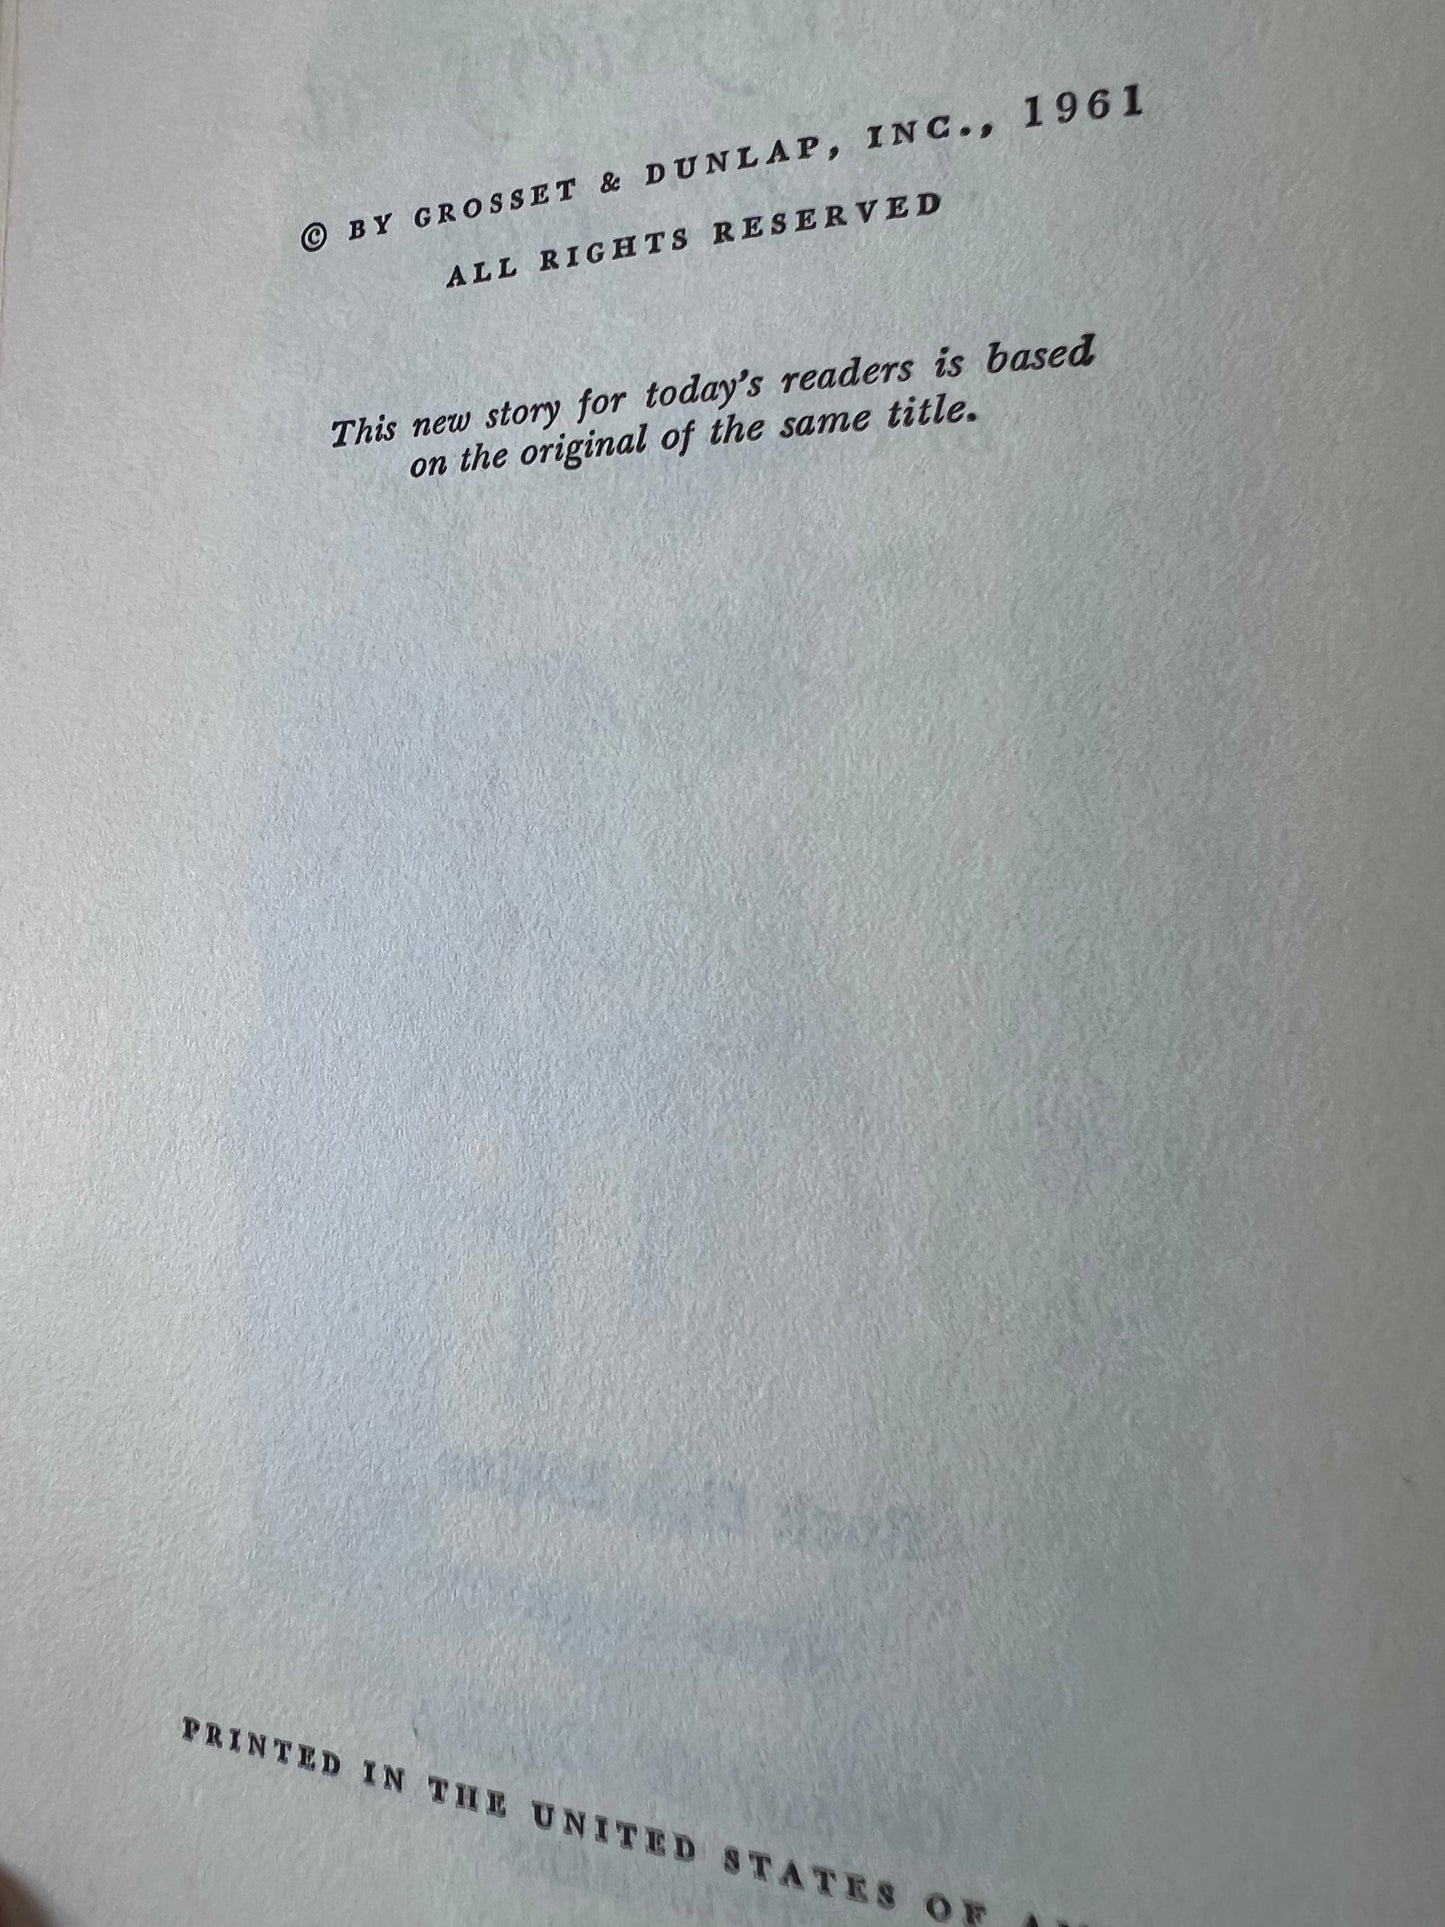 © BY GROSSET & DUNLAP, INC., 1961
ALL RIGHTS RESERVED
This new story for today's readers is based
on the original of the same title.
PRINTED IN THE UNITED STATES OF